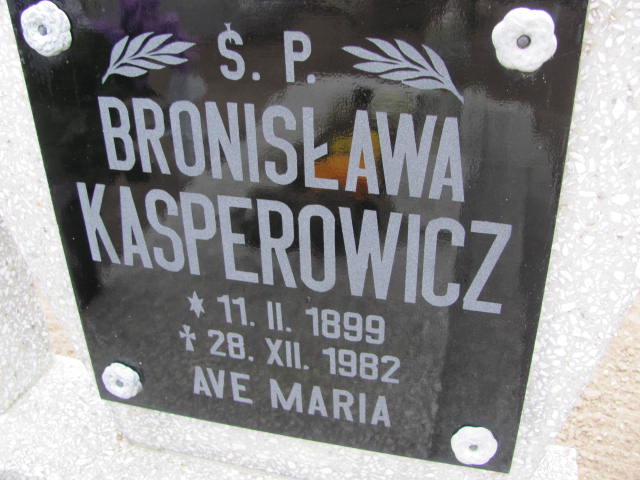 Ś. P.
BRONISŁAWA
KASPEROWICZ
* 11. II. 1899
✝ 28. XII. 1982
AVE MARIA